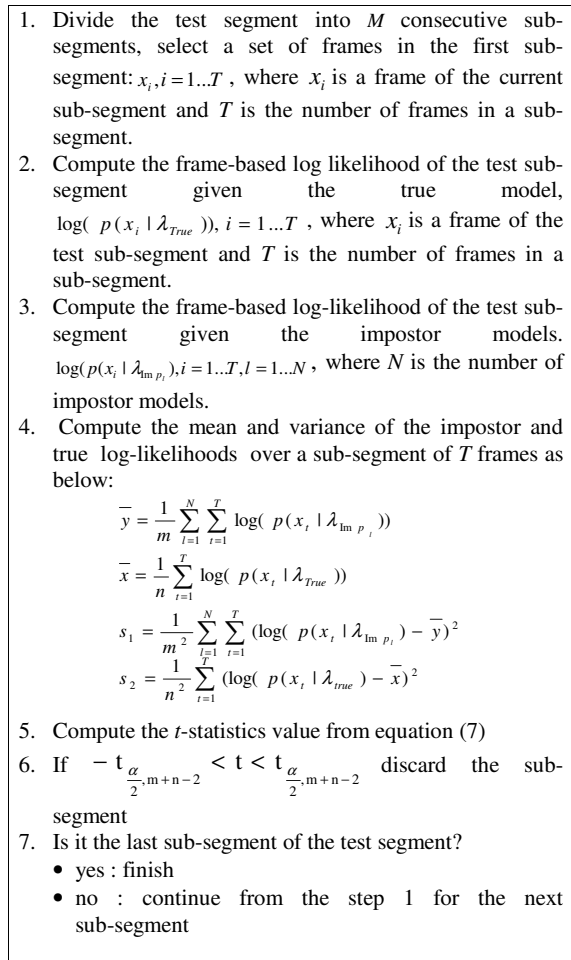 1. Divide the test segment into M consecutive sub-
segments, select a set of frames in the first sub-
segment: x_i, i = 1...T , where x_i is a frame of the current
sub-segment and T is the number of frames in a sub-
segment.
2. Compute the frame-based log likelihood of the test sub-
segment given the true model,
log( p(x_i | λ_True )), i = 1...T , where x_i is a frame of the
test sub-segment and T is the number of frames in a
sub-segment.
3. Compute the frame-based log-likelihood of the test sub-
segment given the impostor models.
log(p(x_i | λ_Im p_l ), i = 1...T, l = 1...N , where N is the number of
impostor models.
4. Compute the mean and variance of the impostor and
true log-likelihoods over a sub-segment of T frames as
below:
y̅ = 1/m ∑_{l=1}^{N} ∑_{t=1}^{T} log( p(x_t | λ_Im p_l ))
x̅ = 1/n ∑_{t=1}^{T} log( p(x_t | λ_True ))
s_1 = 1/m² ∑_{l=1}^{N} ∑_{t=1}^{T} (log( p(x_t | λ_Im p_l ) − y̅)²
s_2 = 1/n² ∑_{t=1}^{T} (log( p(x_t | λ_true ) − x̅)²
5. Compute the t-statistics value from equation (7)
6. If − t_{α/2, m+n−2} < t < t_{α/2, m+n−2} discard the sub-
segment
7. Is it the last sub-segment of the test segment?
• yes : finish
• no : continue from the step 1 for the next
sub-segment